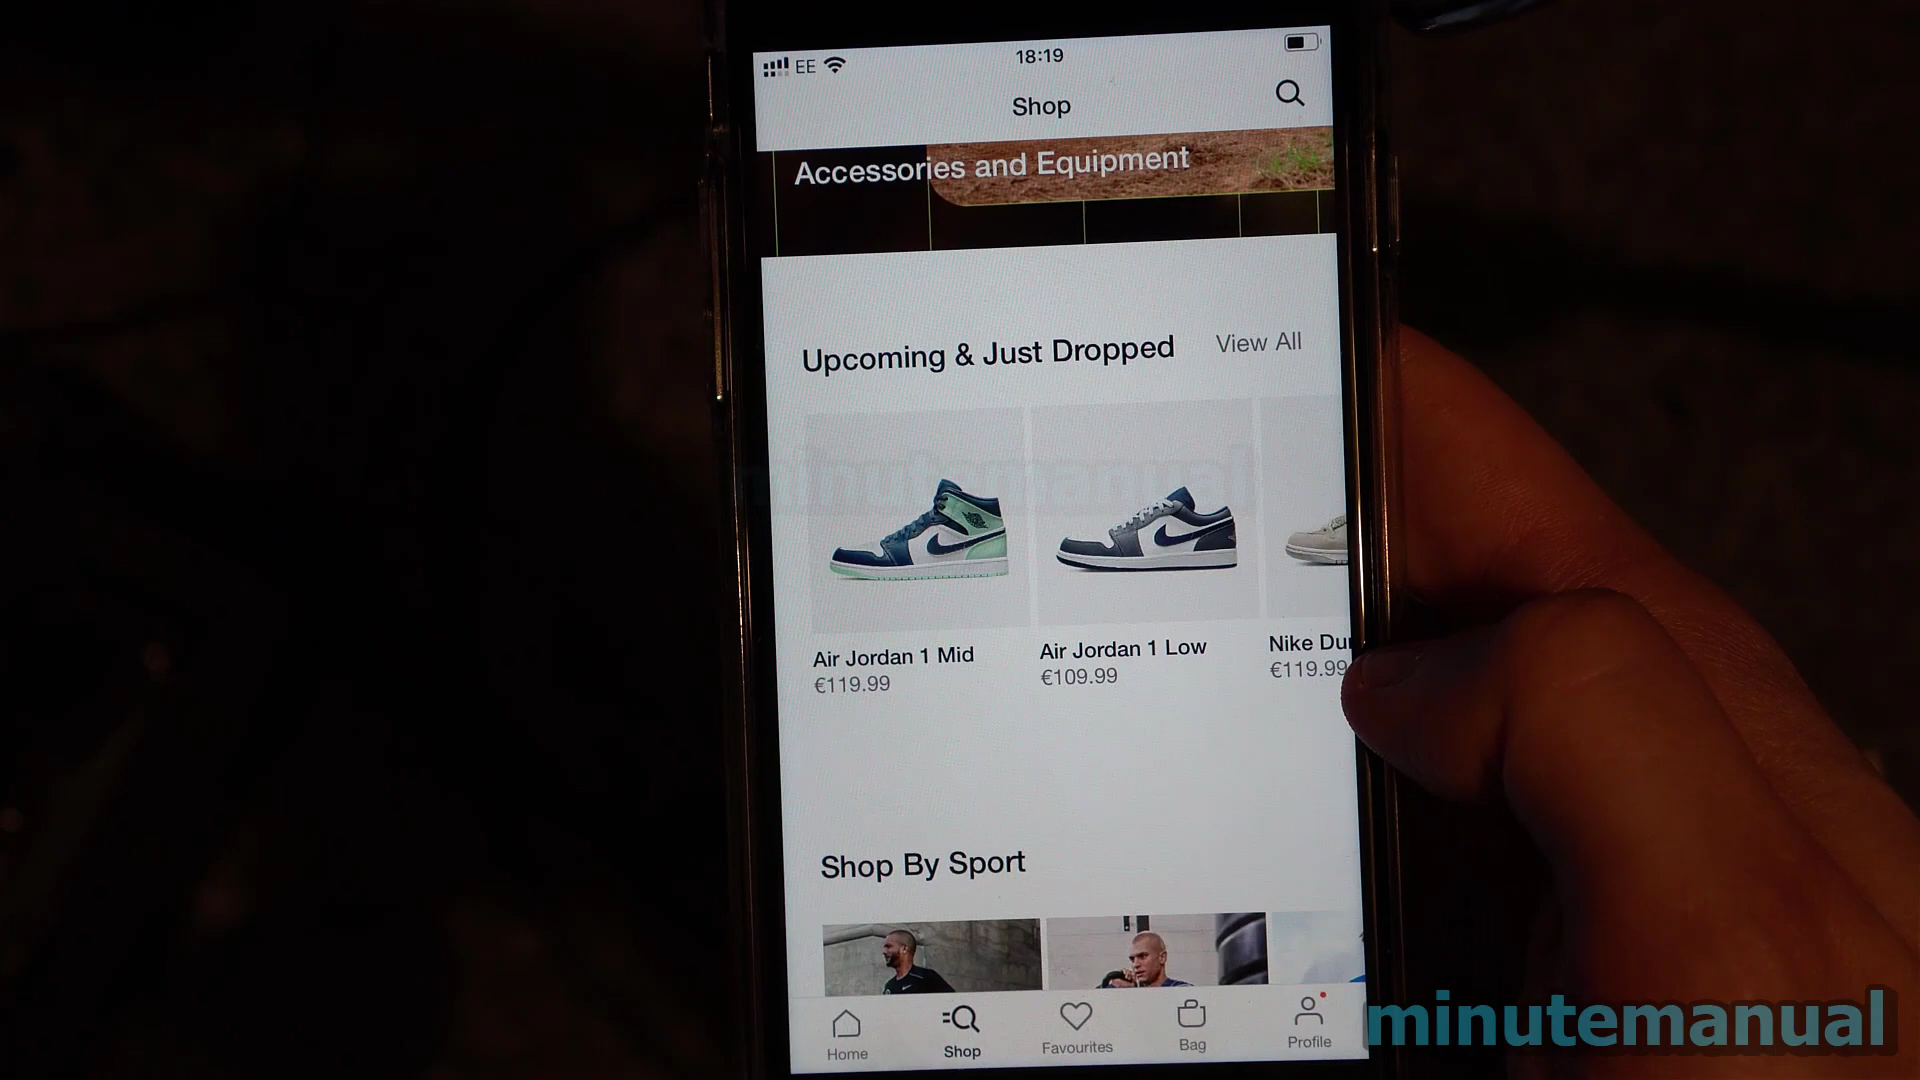 EE
18:19
Shop
Accessories and Equipment
Upcoming & Just Dropped
View All
minutemanual
Air Jordan 1 Mid
€119.99
Air Jordan 1 Low
€109.99
Nike Du
€119.99
Shop By Sport
Home
Shop
Favourites
Bag
Profile
minutemanual